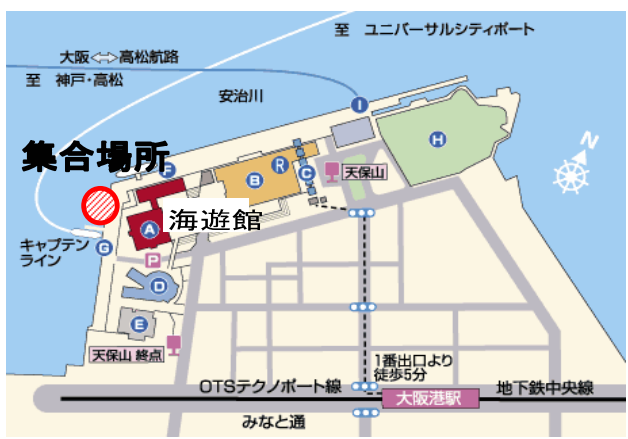 至 ユニバーサルシティポート
大阪⇔高松航路
至 神戸・高松
安治川
I
H
N
集合場所
F
R
B
C
天保山
A
海遊館
G
キャプテン
ライン
P
D
E
天保山 終点
1番出口より
徒歩5分
OTSテクノポート線
地下鉄中央線
大阪港駅
みなと通